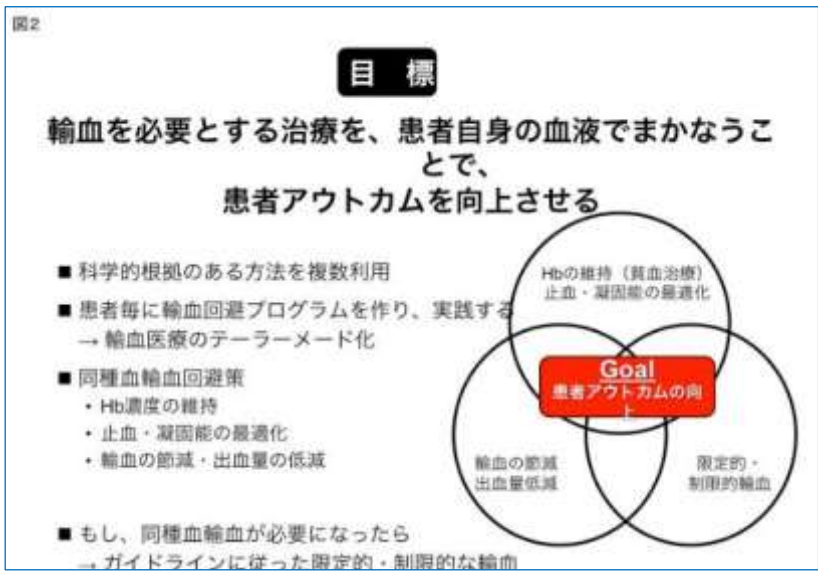 図2
目 標
輸血を必要とする治療を、患者自身の血液でまかなうこ
とで、
患者アウトカムを向上させる
■ 科学的根拠のある方法を複数利用
■ 患者毎に輸血回避プログラムを作り、実践する
→ 輸血医療のテーラーメード化
■ 同種血輸血回避策
• Hb濃度の維持
• 止血・凝固能の最適化
• 輸血の節減・出血量の低減
■ もし、同種血輸血が必要になったら
→ ガイドラインに従った限定的・制限的な輸血
Hbの維持（貧血治療）
止血・凝固能の最適化
Goal
患者アウトカムの向
上
輸血の節減
出血量低減
限定的・
制限的輸血